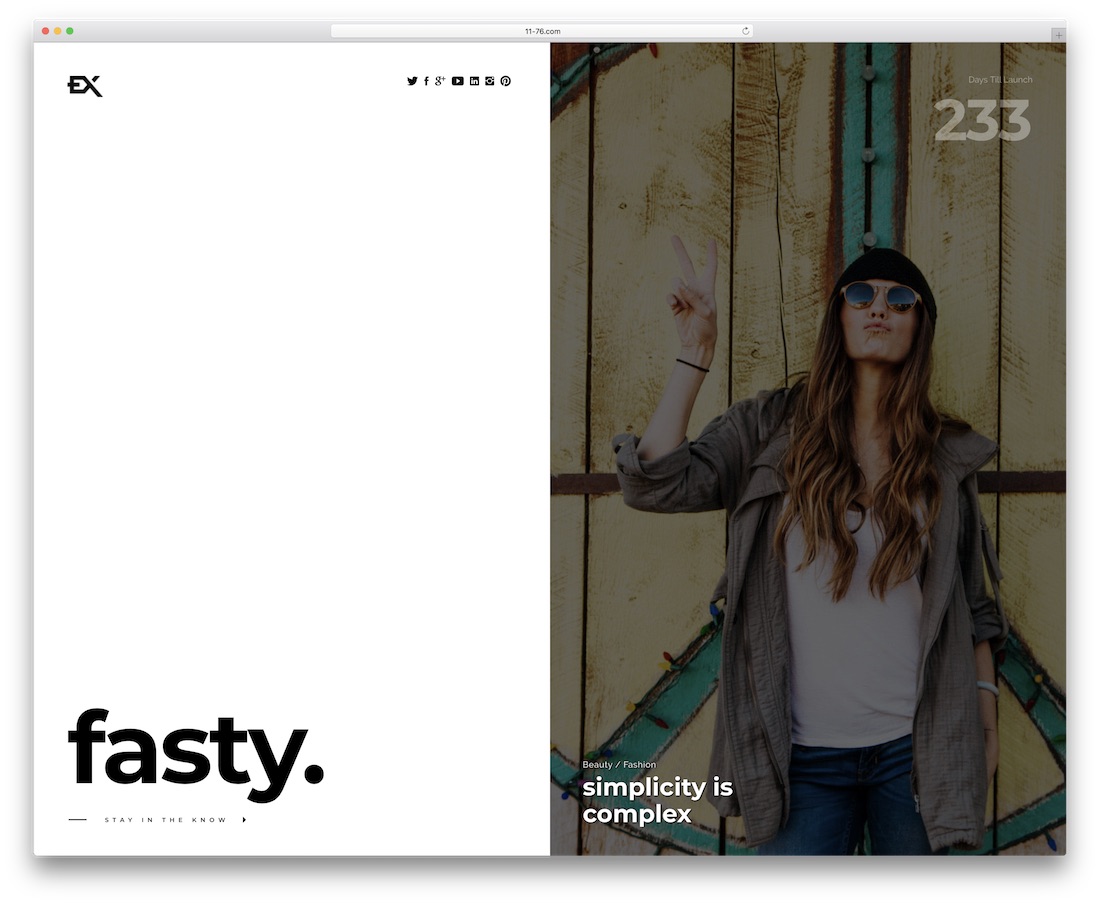 11-76.com
EX
Days Till Launch
233
fasty.
STAY IN THE KNOW
Beauty / Fashion
simplicity is
complex